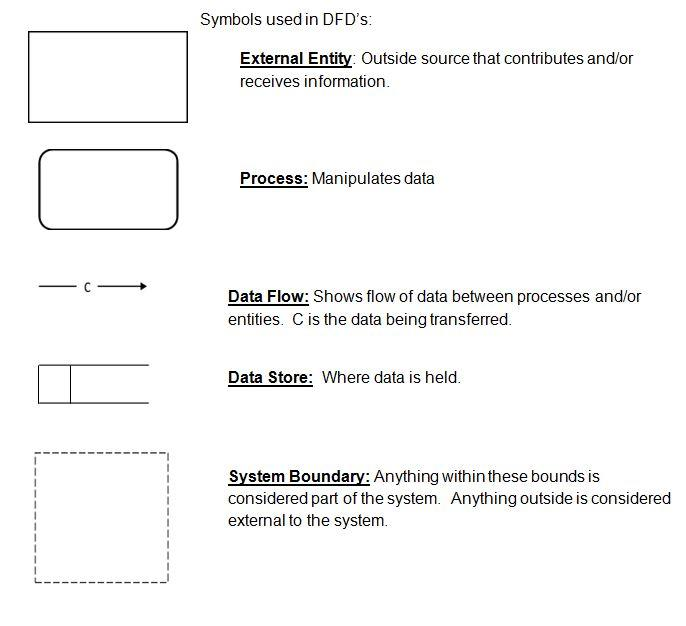 Symbols used in DFD’s:
External Entity: Outside source that contributes and/or
receives information.
Process: Manipulates data
C
Data Flow: Shows flow of data between processes and/or
entities. C is the data being transferred.
Data Store: Where data is held.
System Boundary: Anything within these bounds is
considered part of the system. Anything outside is considered
external to the system.